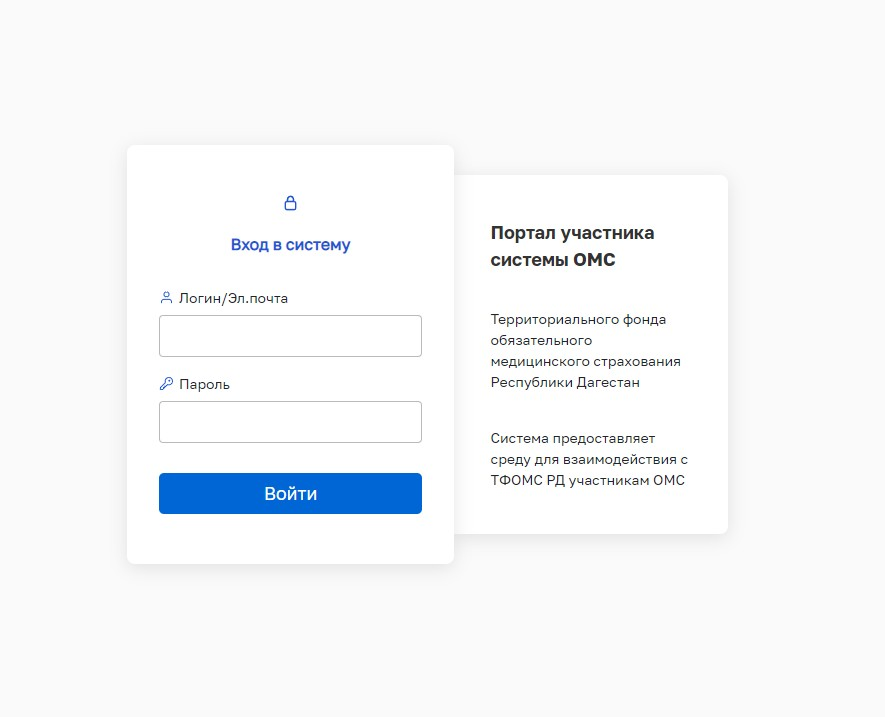 Вход в систему
Логин/Эл.почта
Пароль
Войти
Портал участника
системы ОМС
Территориального фонда
обязательного
медицинского страхования
Республики Дагестан
Система предоставляет
среду для взаимодействия с
ТФОМС РД участникам ОМС